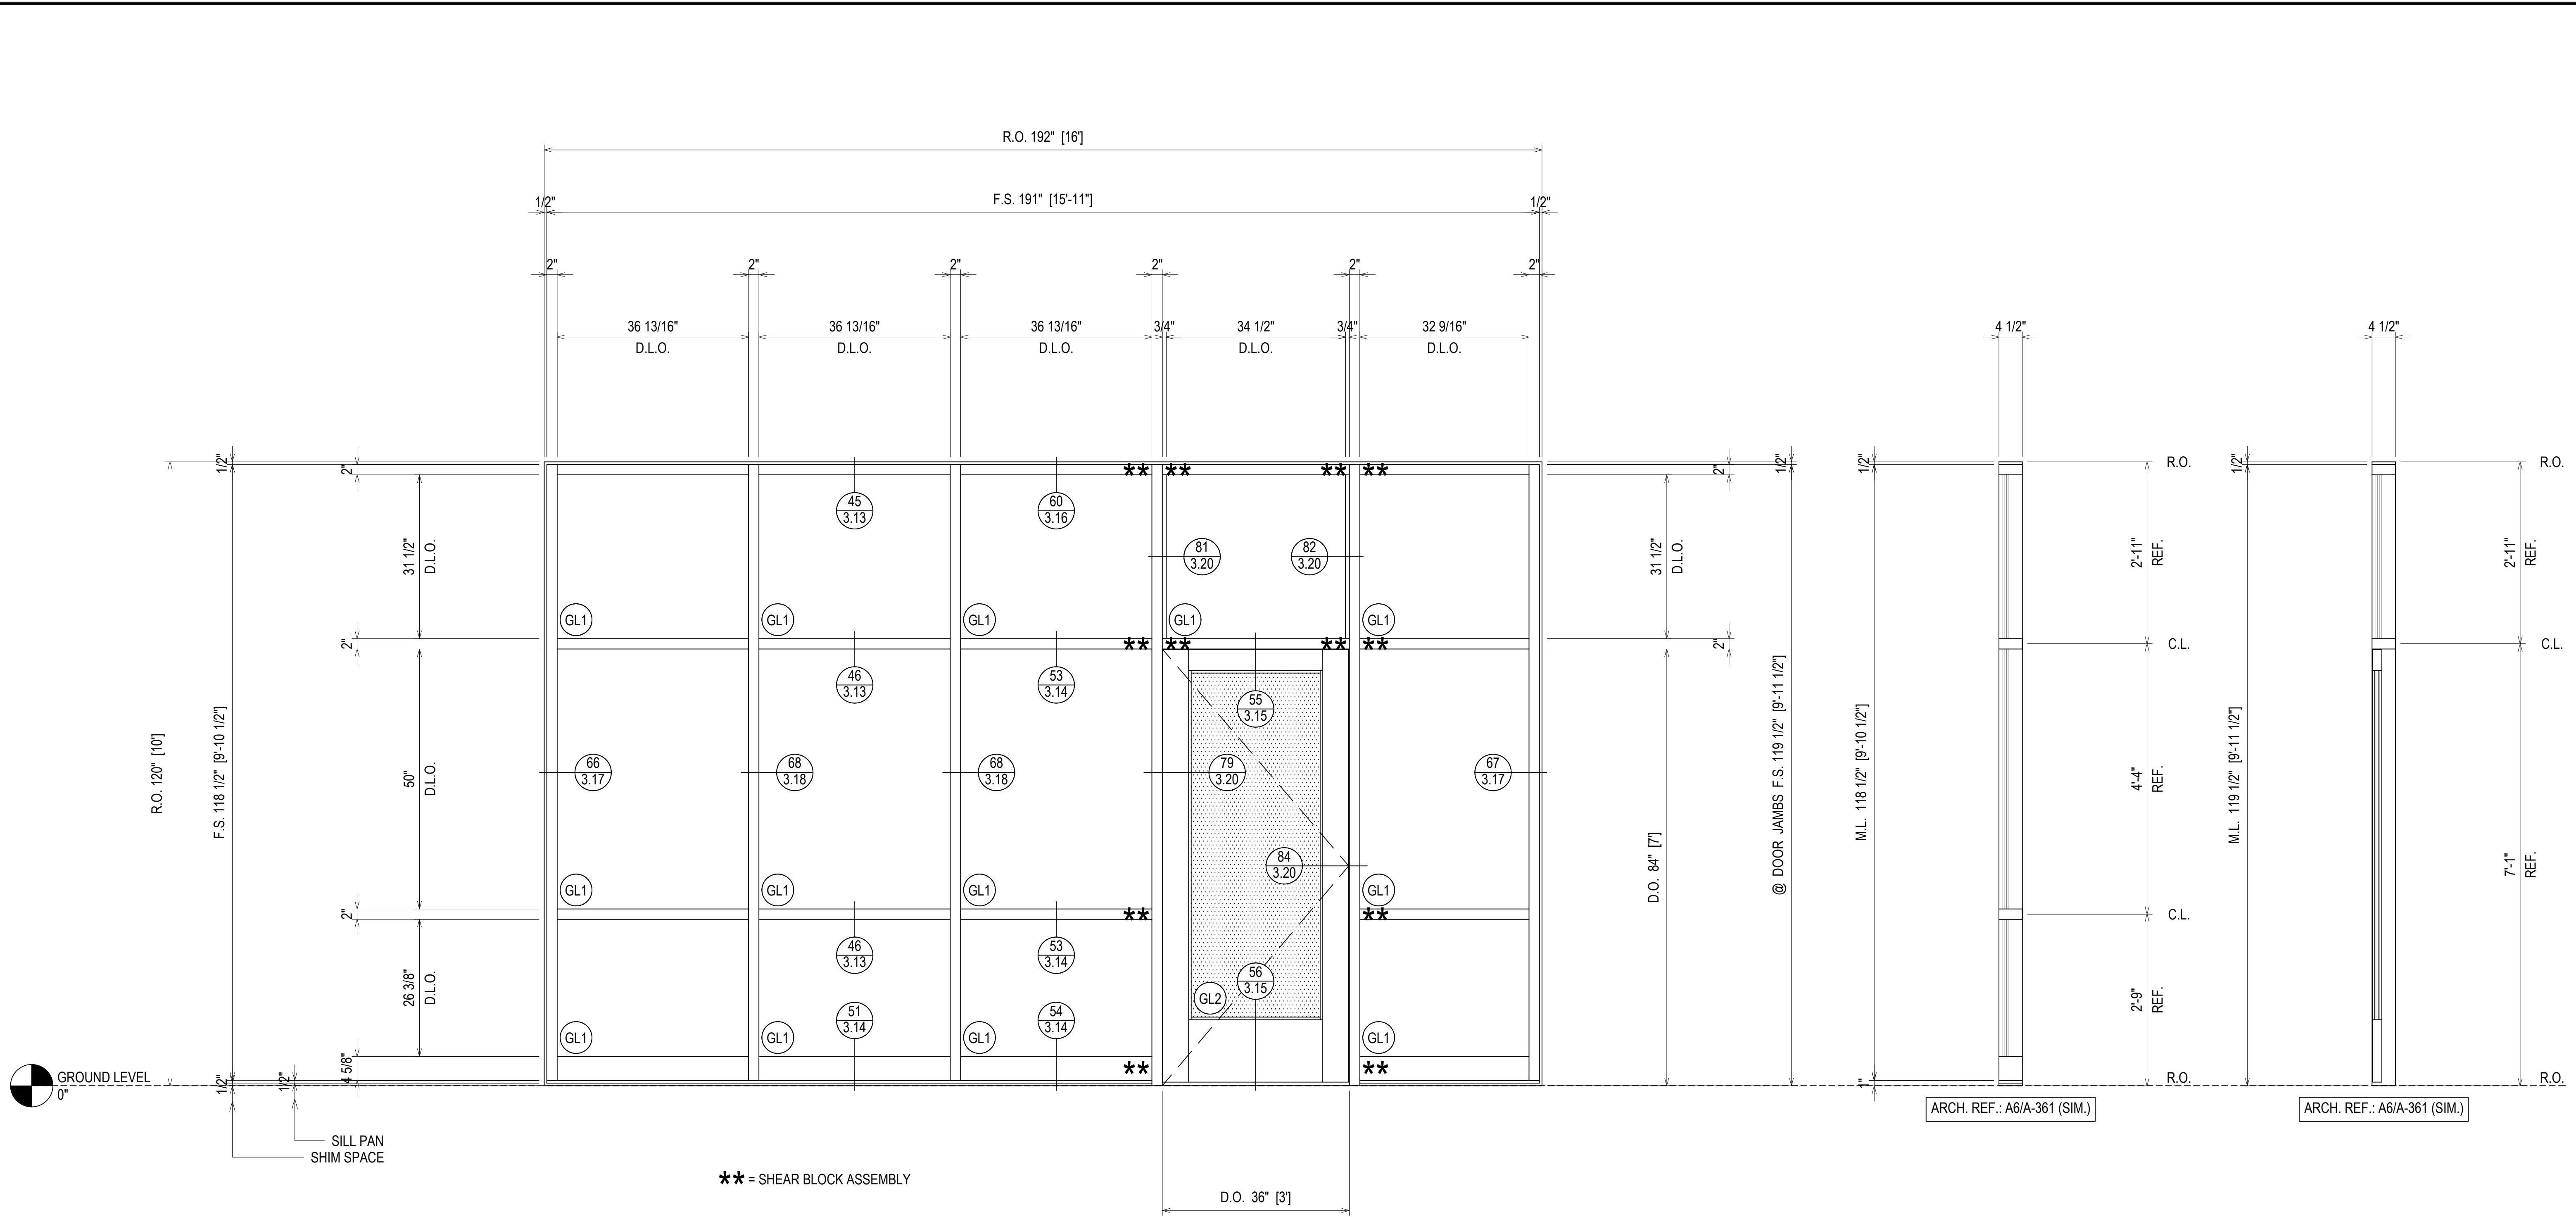 R.O. 192" [16']
F.S. 191" [15'-11"]
1/2"
1/2"
2"
2"
2"
2"
2"
2"
36 13/16"
D.L.O.
36 13/16"
D.L.O.
36 13/16"
D.L.O.
3/4"
34 1/2"
D.L.O.
3/4"
32 9/16"
D.L.O.
4 1/2"
4 1/2"
R.O. 120" [10']
1/2"
F.S. 118 1/2" [9'-10 1/2"]
1/2"
1/2"
2"
31 1/2"
D.L.O.
2"
50"
D.L.O.
2"
26 3/8"
D.L.O.
4 5/8"
GROUND LEVEL
0"
SILL PAN
SHIM SPACE
** ** ** **
45
3.13
60
3.16
81
3.20
82
3.20
GL1
GL1
GL1
GL1
GL1
** ** ** **
46
3.13
53
3.14
55
3.15
66
3.17
68
3.18
68
3.18
79
3.20
67
3.17
84
3.20
GL1
GL1
GL1
GL1
** **
46
3.13
53
3.14
56
3.15
GL2
51
3.14
54
3.14
GL1
GL1
GL1
GL1
** **
** = SHEAR BLOCK ASSEMBLY
D.O. 36" [3']
2"
31 1/2"
D.L.O.
2"
D.O. 84" [7']
1/2"
@ DOOR JAMBS F.S. 119 1/2" [9'-11 1/2"]
1/2"
M.L. 118 1/2" [9'-10 1/2"]
1"
R.O.
2'-11"
REF.
C.L.
4'-4"
REF.
C.L.
2'-9"
REF.
R.O.
ARCH. REF.: A6/A-361 (SIM.)
1/2"
M.L. 119 1/2" [9'-11 1/2"]
R.O.
2'-11"
REF.
C.L.
7'-1"
REF.
R.O.
ARCH. REF.: A6/A-361 (SIM.)